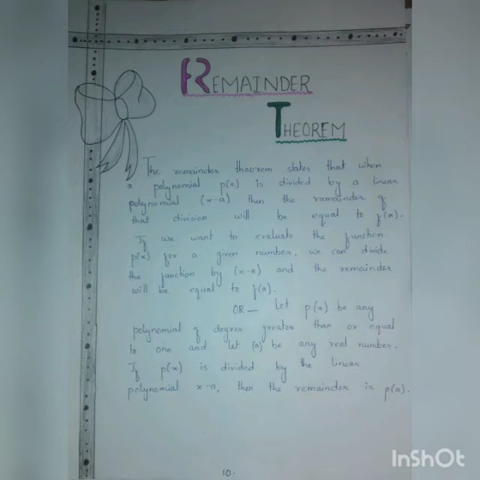 REMAINDER
THEOREM
The remainder theorem states that when
a polynomial p(x) is divided by a linear
polynomial (x-a) then the remainder of
that division will be equal to f(a).
If we want to evaluate the function
p(x) for a given number, we can divide
the function by (x-a) and the remainder
will be equal to f(a).
OR — Let p(x) be any
polynomial of degree greater than or equal
to one and let (a) be any real number.
If p(x) is divided by the linear
polynomial x-a, then the remainder is p(a).
10.
InShOt